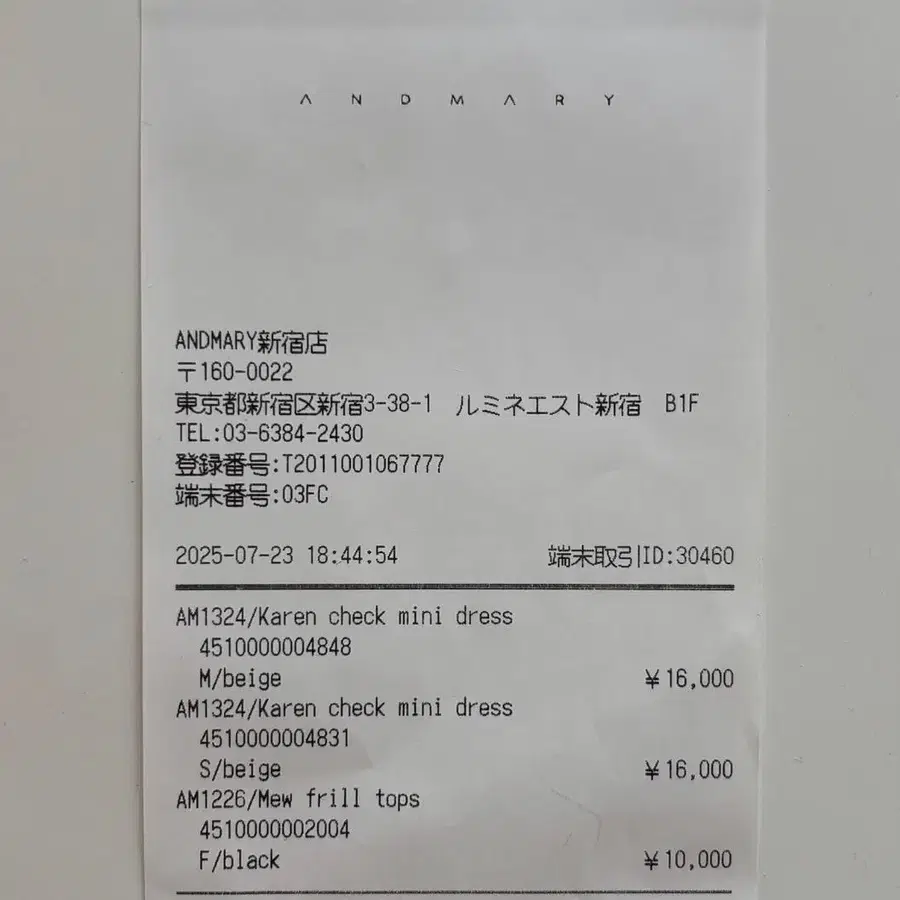 ANDMARY
ANDMARY新宿店
〒160-0022
東京都新宿区新宿3-38-1 ルミネエスト新宿 B1F
TEL:03-6384-2430
登録番号:T2011001067777
端末番号:03FC
2025-07-23 18:44:54 端末取引ID:30460
AM1324/Karen check mini dress
4510000004848
M/beige ¥16,000
AM1324/Karen check mini dress
4510000004831
S/beige ¥16,000
AM1226/Mew frill tops
4510000002004
F/black ¥10,000